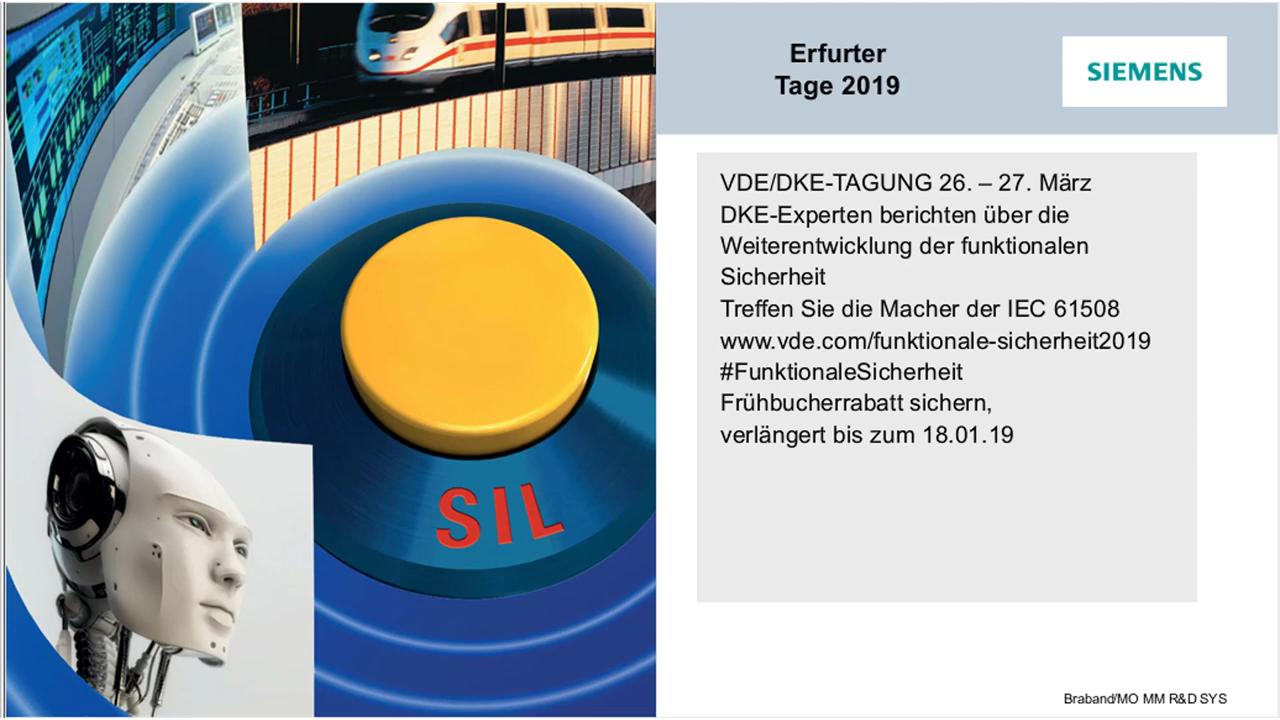 Erfurter
Tage 2019
SIEMENS
VDE/DKE-TAGUNG 26. – 27. März
DKE-Experten berichten über die
Weiterentwicklung der funktionalen
Sicherheit
Treffen Sie die Macher der IEC 61508
www.vde.com/funktionale-sicherheit2019
#FunktionaleSicherheit
Frühbucherrabatt sichern,
verlängert bis zum 18.01.19
SIL
Braband/MO MM R&D SYS